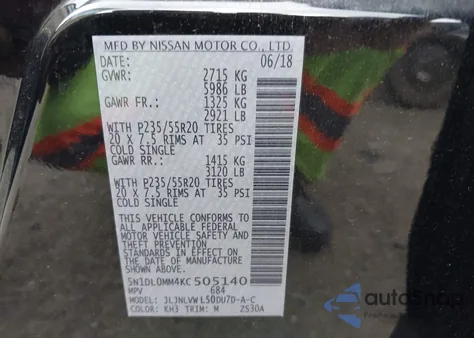 MFD BY NISSAN MOTOR CO., LTD.
DATE: 06/18
GVWR: 2715 KG
5986 LB
GAWR FR.: 1325 KG
2921 LB
WITH P235/55R20 TIRES
20 X 7.5 RIMS AT 35 PSI
COLD SINGLE
GAWR RR.: 1415 KG
3120 LB
WITH P235/55R20 TIRES
20 X 7.5 RIMS AT 35 PSI
COLD SINGLE
THIS VEHICLE CONFORMS TO
ALL APPLICABLE FEDERAL
MOTOR VEHICLE SAFETY AND
THEFT PREVENTION
STANDARDS IN EFFECT ON
THE DATE OF MANUFACTURE
SHOWN ABOVE.
5N1DL0MM4KC505140
MPV 684
MODEL: JLJNLVWL50DU7D-A-C
COLOR: KH3 TRIM: M ZS30A
AutoSnap